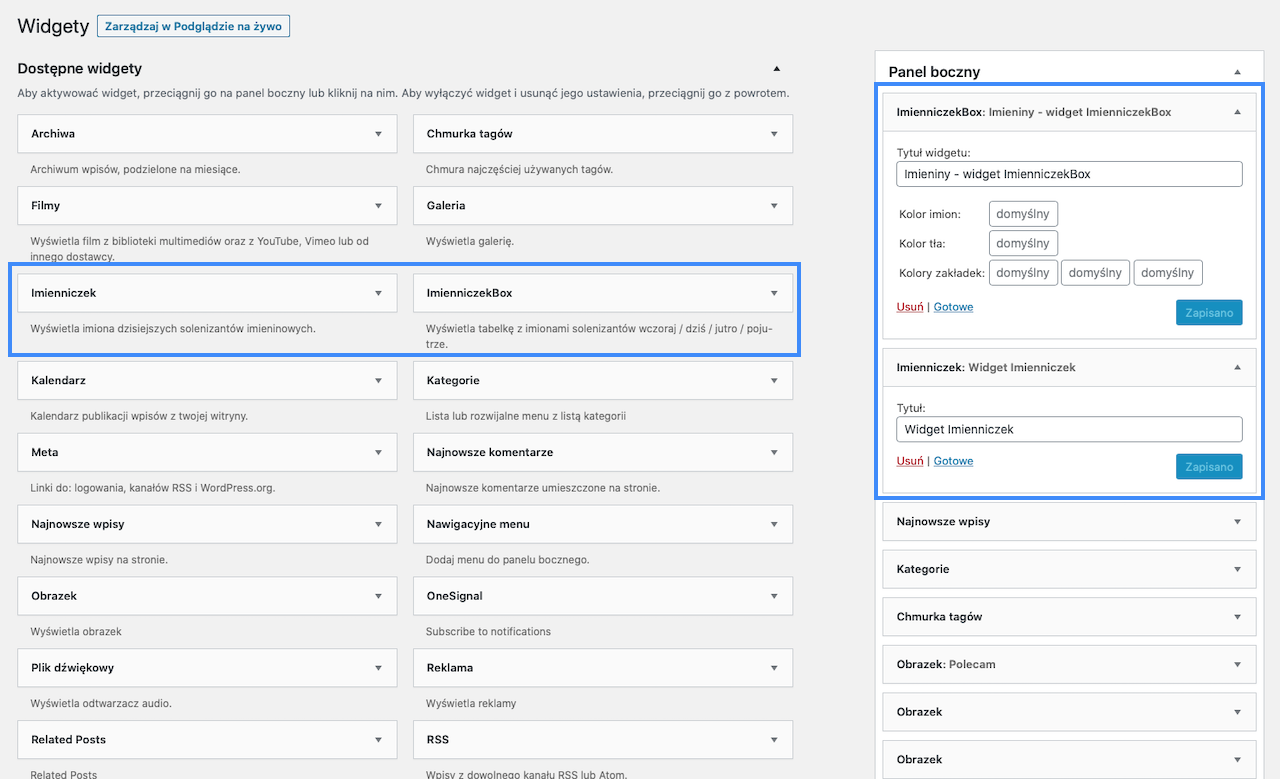 Widgety
Zarządzaj w Podglądzie na żywo
Dostępne widgety
Aby aktywować widget, przeciągnij go na panel boczny lub kliknij na nim. Aby wyłączyć widget i usunąć jego ustawienia, przeciągnij go z powrotem.
Archiwa
Archiwum wpisów, podzielone na miesiące.
Chmurka tagów
Chmura najczęściej używanych tagów.
Filmy
Wyświetla film z biblioteki multimediów oraz z YouTube, Vimeo lub od
innego dostawcy.
Galeria
Wyświetla galerię.
Imienniczek
Wyświetla imiona dzisiejszych solenizantów imieninowych.
ImienniczekBox
Wyświetla tabelkę z imionami solenizantów wczoraj / dziś / jutro / poju-
trze.
Kalendarz
Kalendarz publikacji wpisów z twojej witryny.
Kategorie
Lista lub rozwijalne menu z listą kategorii
Meta
Linki do: logowania, kanałów RSS i WordPress.org.
Najnowsze komentarze
Najnowsze komentarze umieszczone na stronie.
Najnowsze wpisy
Najnowsze wpisy na stronie.
Nawigacyjne menu
Dodaj menu do panelu bocznego.
Obrazek
Wyświetla obrazek
OneSignal
Subscribe to notifications
Plik dźwiękowy
Wyświetla odtwarzacz audio.
Reklama
Wyświetla reklamy
Related Posts
Related Posts
RSS
Wpisy z dowolnego kanału RSS lub Atom.
Panel boczny
ImienniczekBox: Imieniny - widget ImienniczekBox
Tytuł widgetu:
Imieniny - widget ImienniczekBox
Kolor imion: domyślny
Kolor tła: domyślny
Kolory zakładek: domyślny domyślny domyślny
Usuń | Gotowe Zapisano
Imienniczek: Widget Imienniczek
Tytuł:
Widget Imienniczek
Usuń | Gotowe Zapisano
Najnowsze wpisy
Kategorie
Chmurka tagów
Obrazek: Polecam
Obrazek
Obrazek